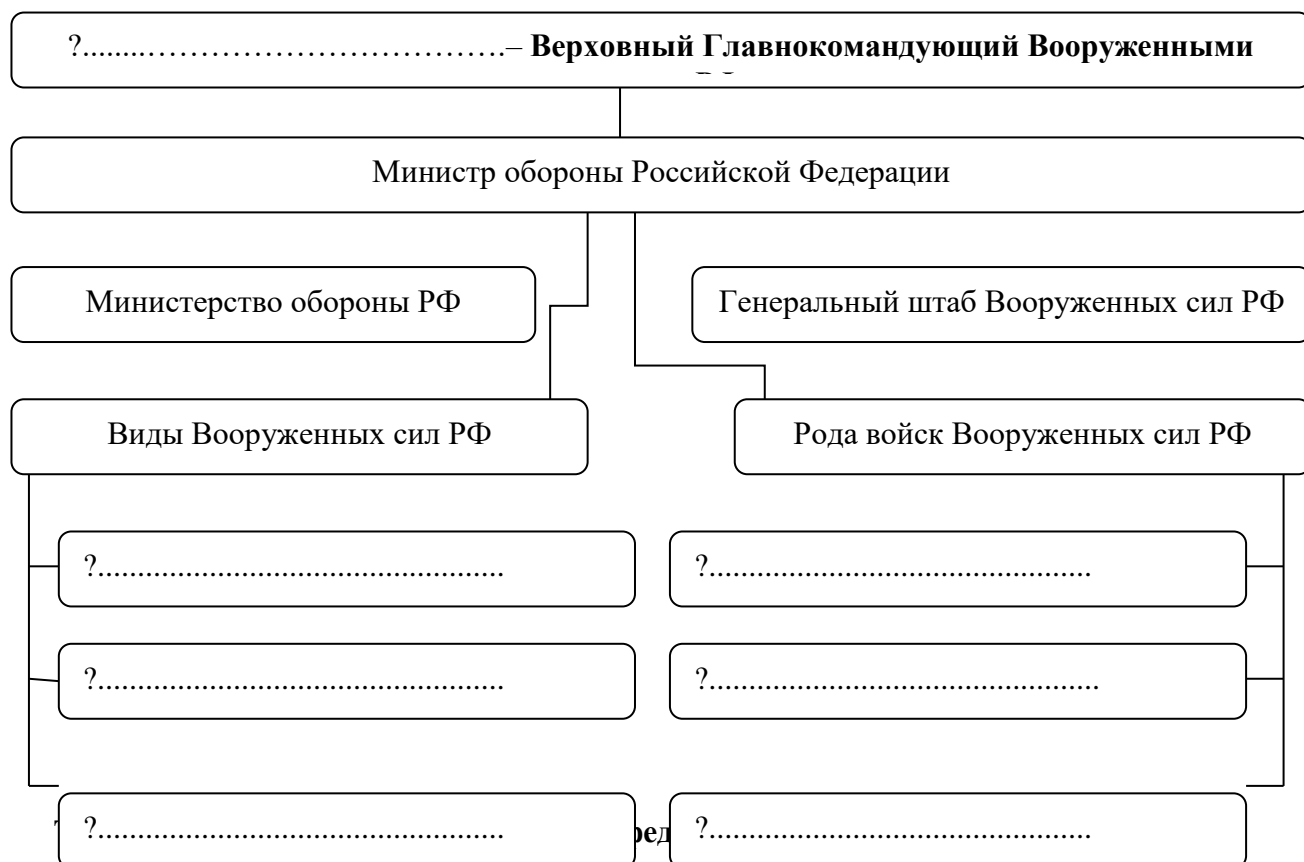 ?........…………………………………….– Верховный Главнокомандующий Вооруженными
Министр обороны Российской Федерации
Министерство обороны РФ
Генеральный штаб Вооруженных сил РФ
Виды Вооруженных сил РФ
Рода войск Вооруженных сил РФ
?.................................................
?...............................................
?.................................................
?................................................
?.................................................
ред
?...............................................